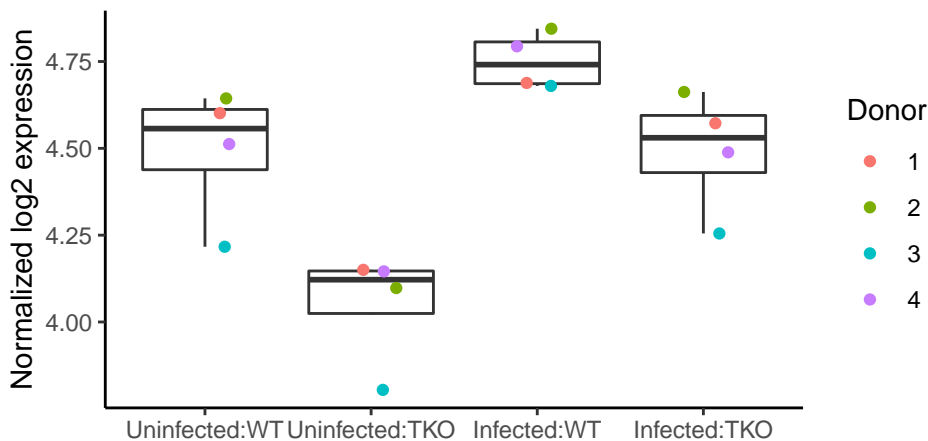 Normalized log2 expression
4.75
4.50
4.25
4.00
Uninfected:WT
Uninfected:TKO
Infected:WT
Infected:TKO
Donor
1
2
3
4